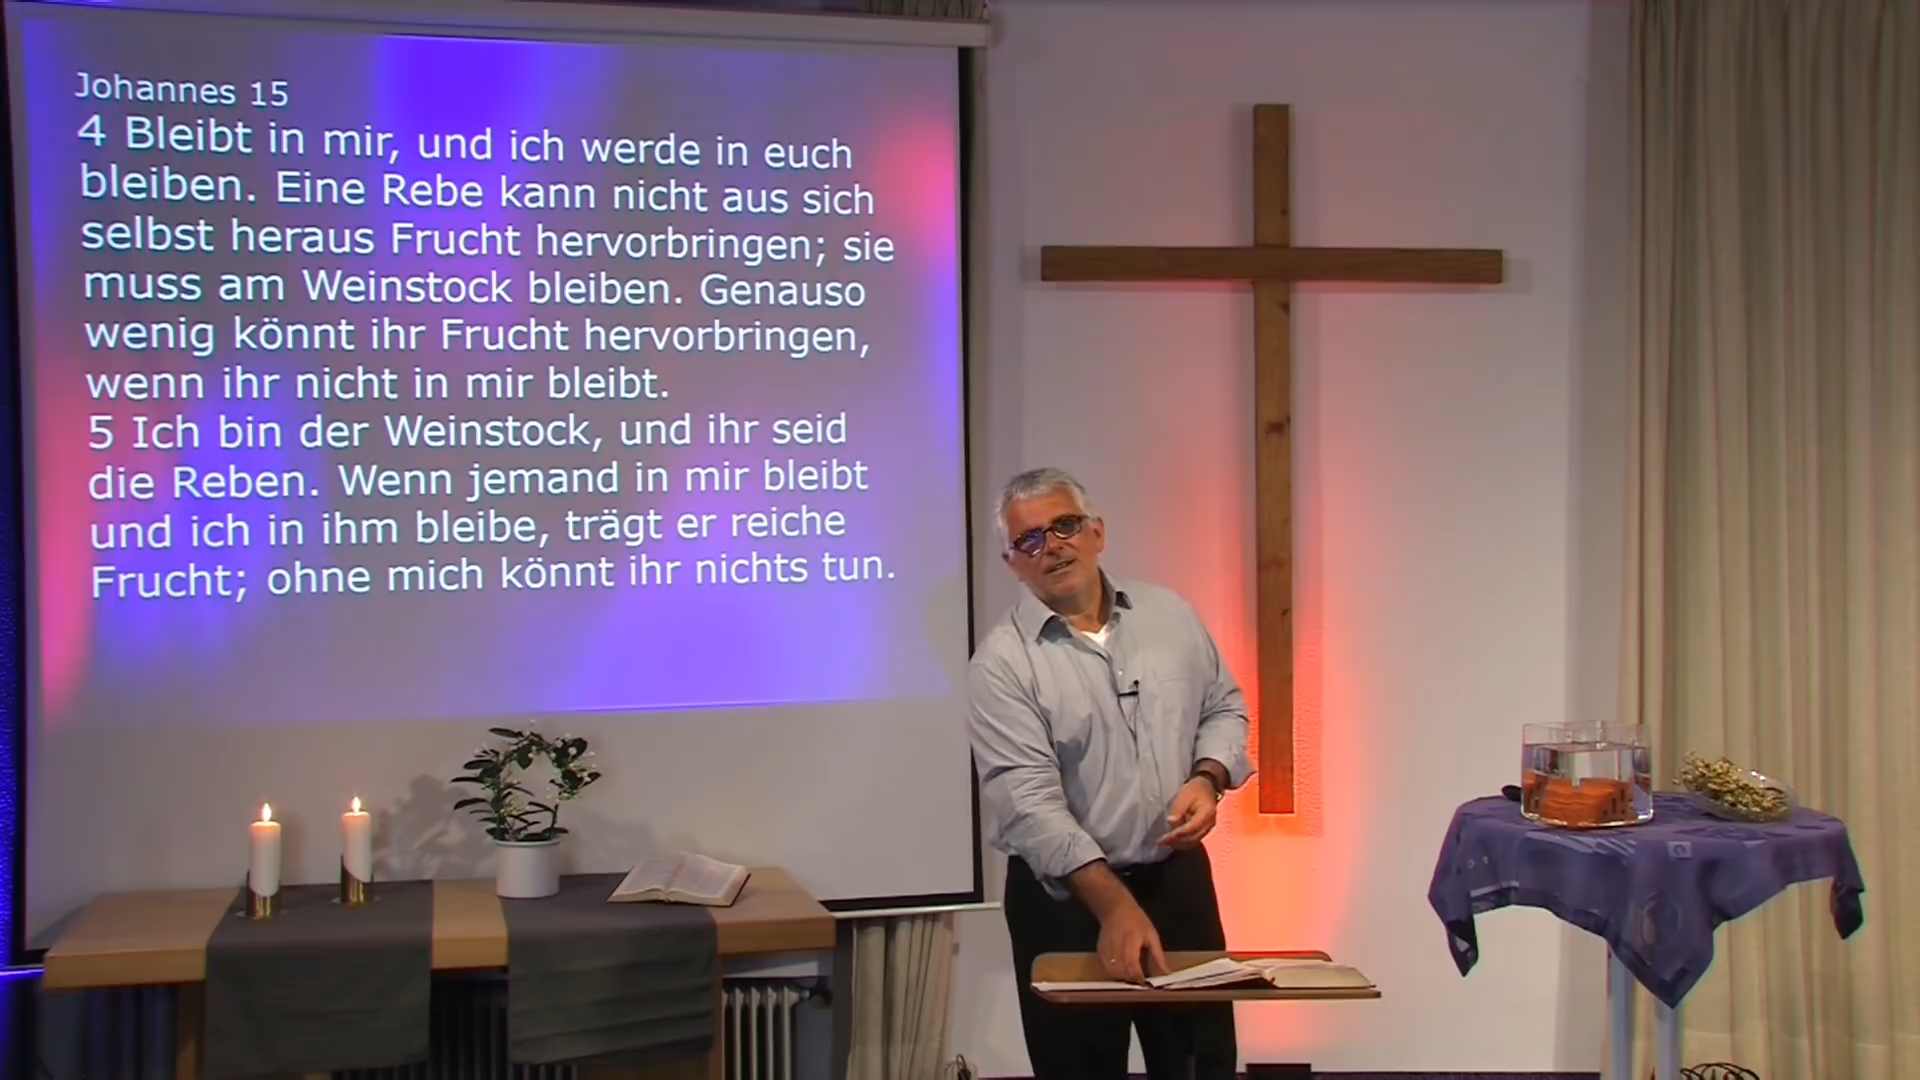 Johannes 15
4 Bleibt in mir, und ich werde in euch
bleiben. Eine Rebe kann nicht aus sich
selbst heraus Frucht hervorbringen; sie
muss am Weinstock bleiben. Genauso
wenig könnt ihr Frucht hervorbringen,
wenn ihr nicht in mir bleibt.
5 Ich bin der Weinstock, und ihr seid
die Reben. Wenn jemand in mir bleibt
und ich in ihm bleibe, trägt er reiche
Frucht; ohne mich könnt ihr nichts tun.